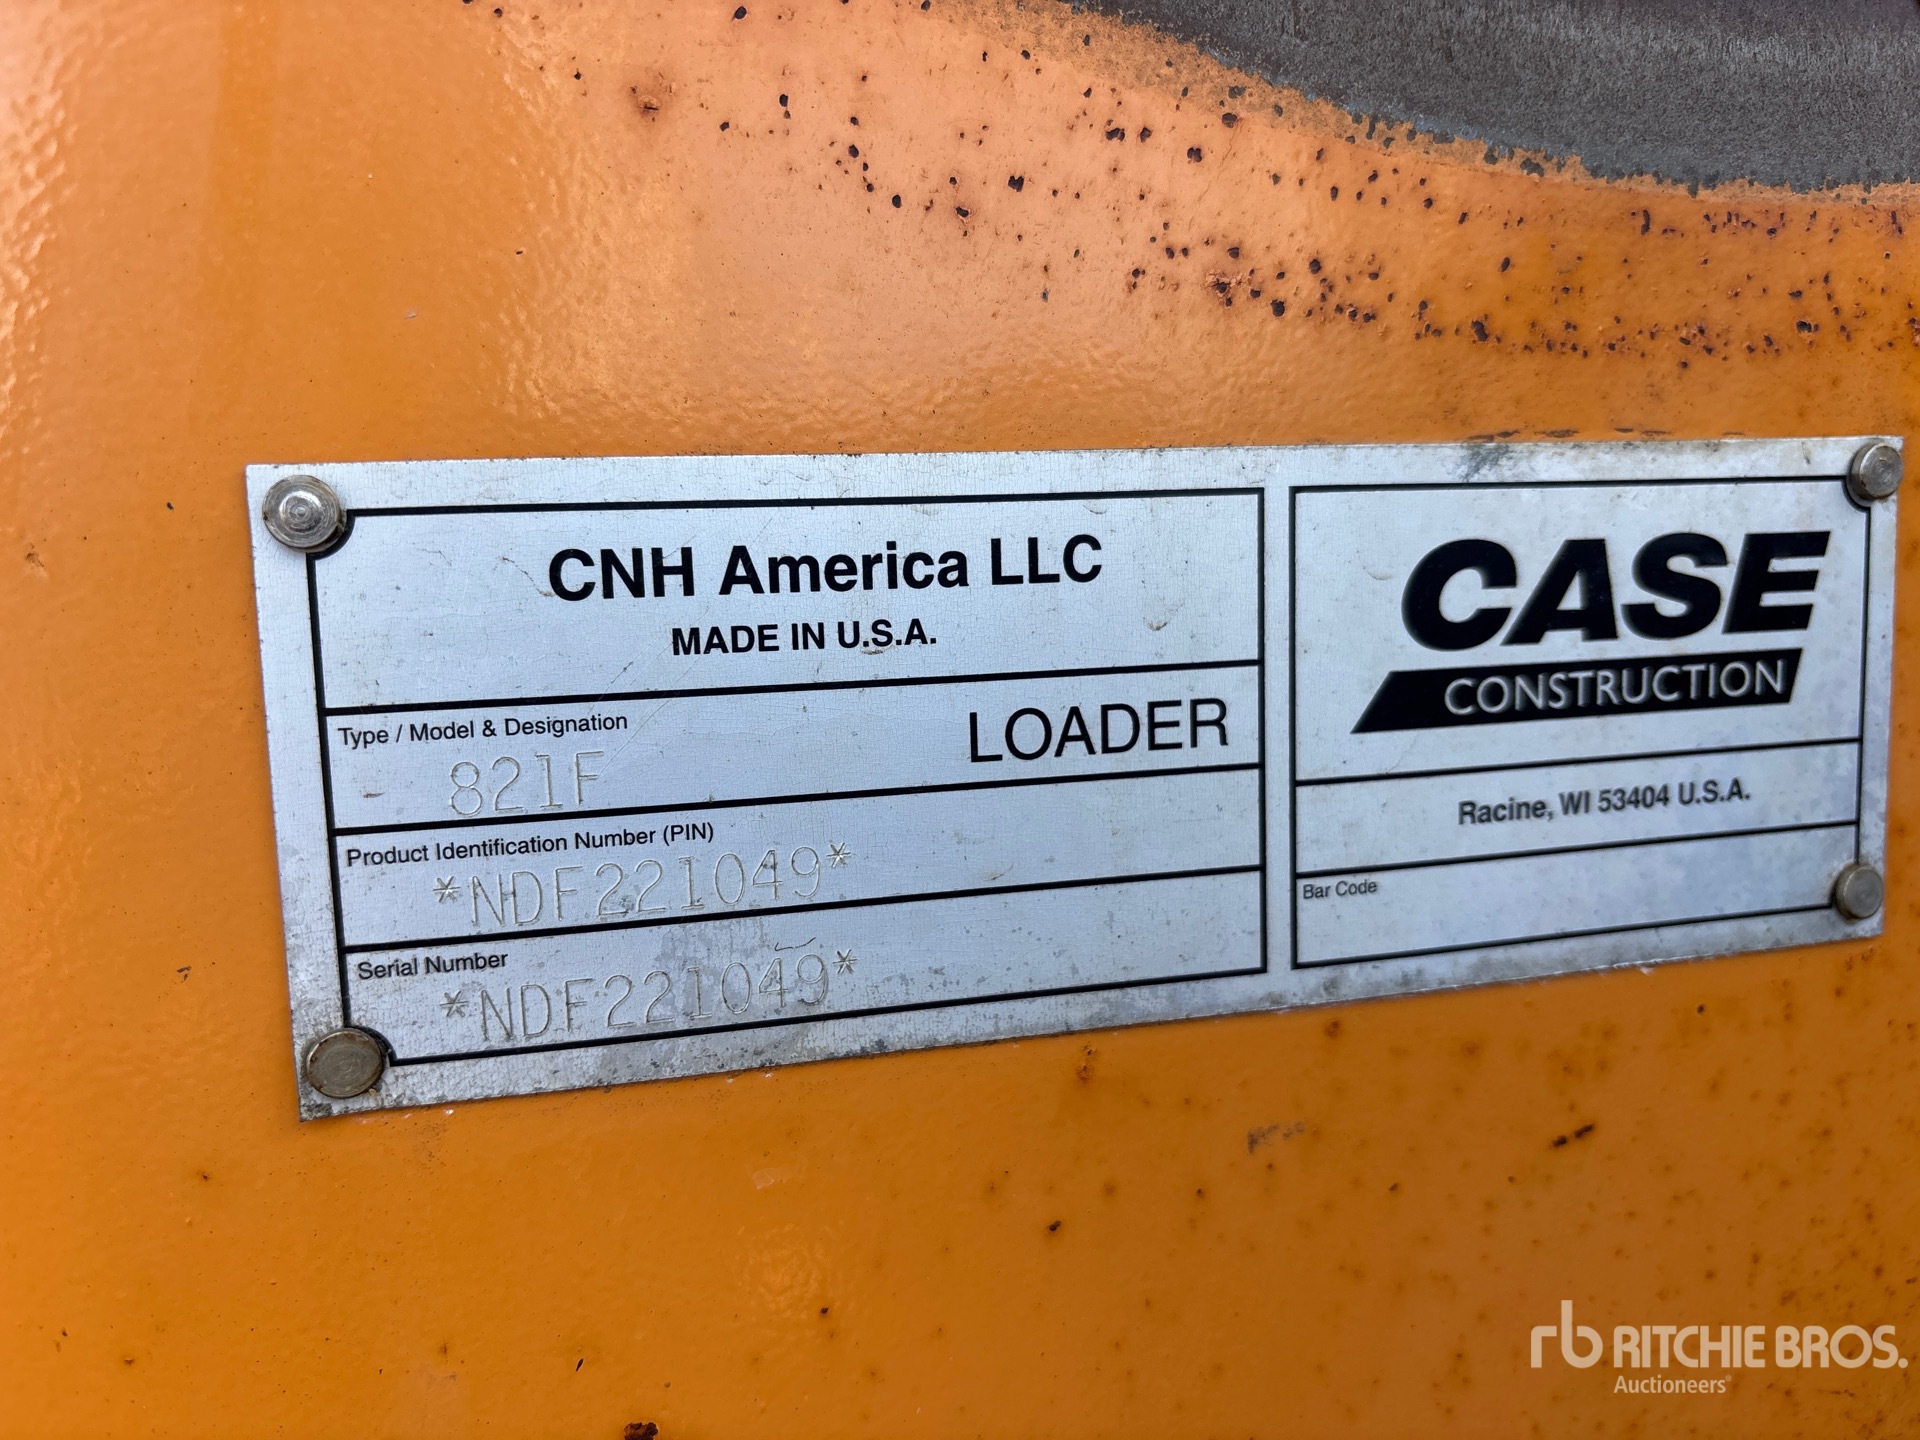 CNH America LLC
MADE IN U.S.A.
Type / Model & Designation
LOADER
821F
Product Identification Number (PIN)
*NDF221049*
Serial Number
*NDF221049*
CASE
CONSTRUCTION
Racine, WI 53404 U.S.A.
Bar Code
rb RITCHIE BROS.
Auctioneers